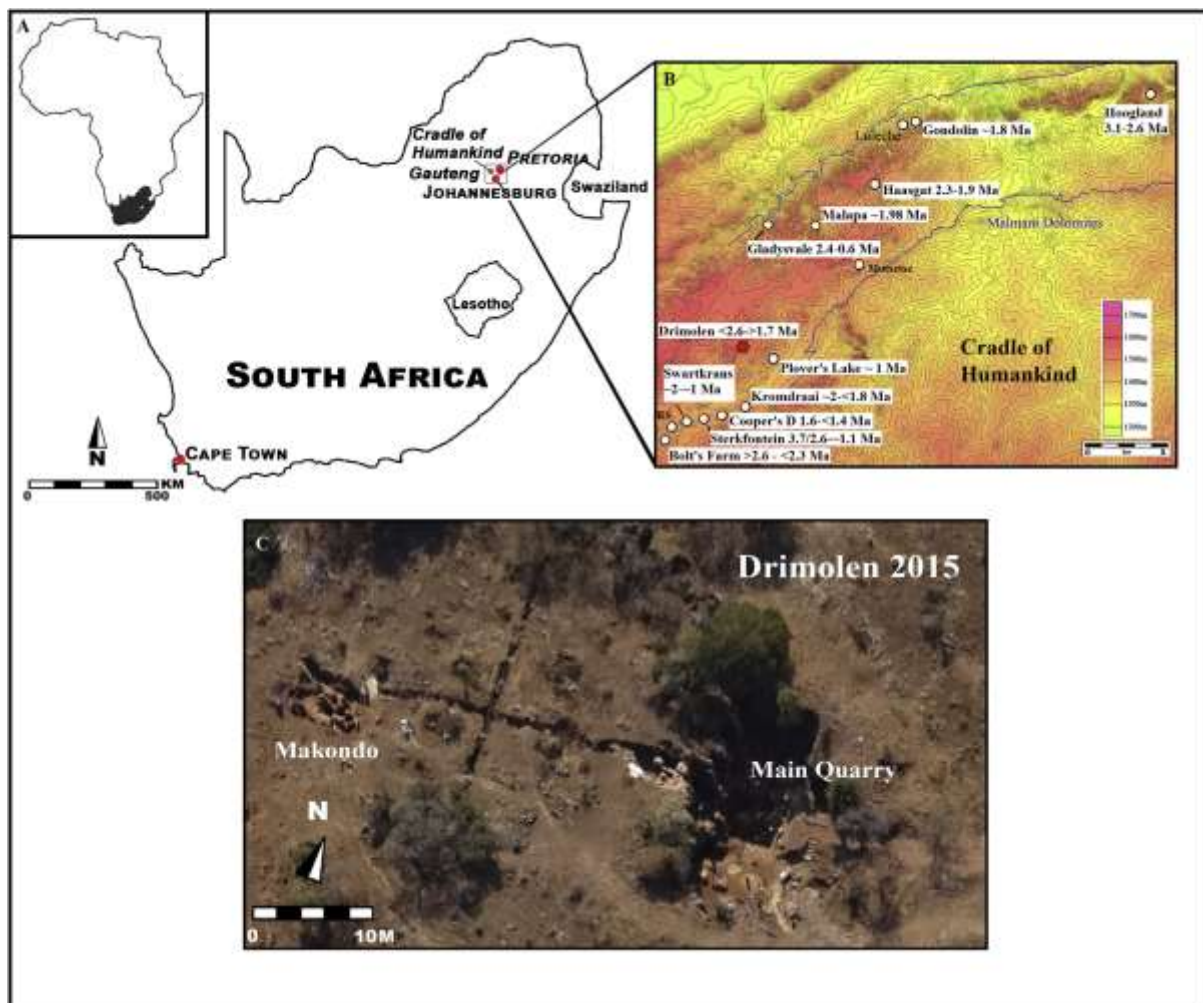 A
Cradle of
Humankind
PRETORIA
Gauteng
JOHANNESBURG
Swaziland
Lesotho
SOUTH AFRICA
N
CAPE TOWN
KM
0 500
B
Hoogland
3.1-2.6 Ma
Gondolin ~1.8 Ma
Haasgat 2.3-1.9 Ma
Malmani Dolomites
Malapa ~1.98 Ma
Gladysvale 2.4-0.6 Ma
Drimolen <2.6->1.7 Ma
Plover's Lake ~ 1 Ma
Swartkrans
~2-~1 Ma
Kromdraai ~2-<1.8 Ma
Cooper's D 1.6-<1.4 Ma
Sterkfontein 3.7/2.6-~1.1 Ma
Bolt's Farm >2.6 - <2.3 Ma
Cradle of
Humankind
C
Drimolen 2015
Makondo
Main Quarry
N
0 10M